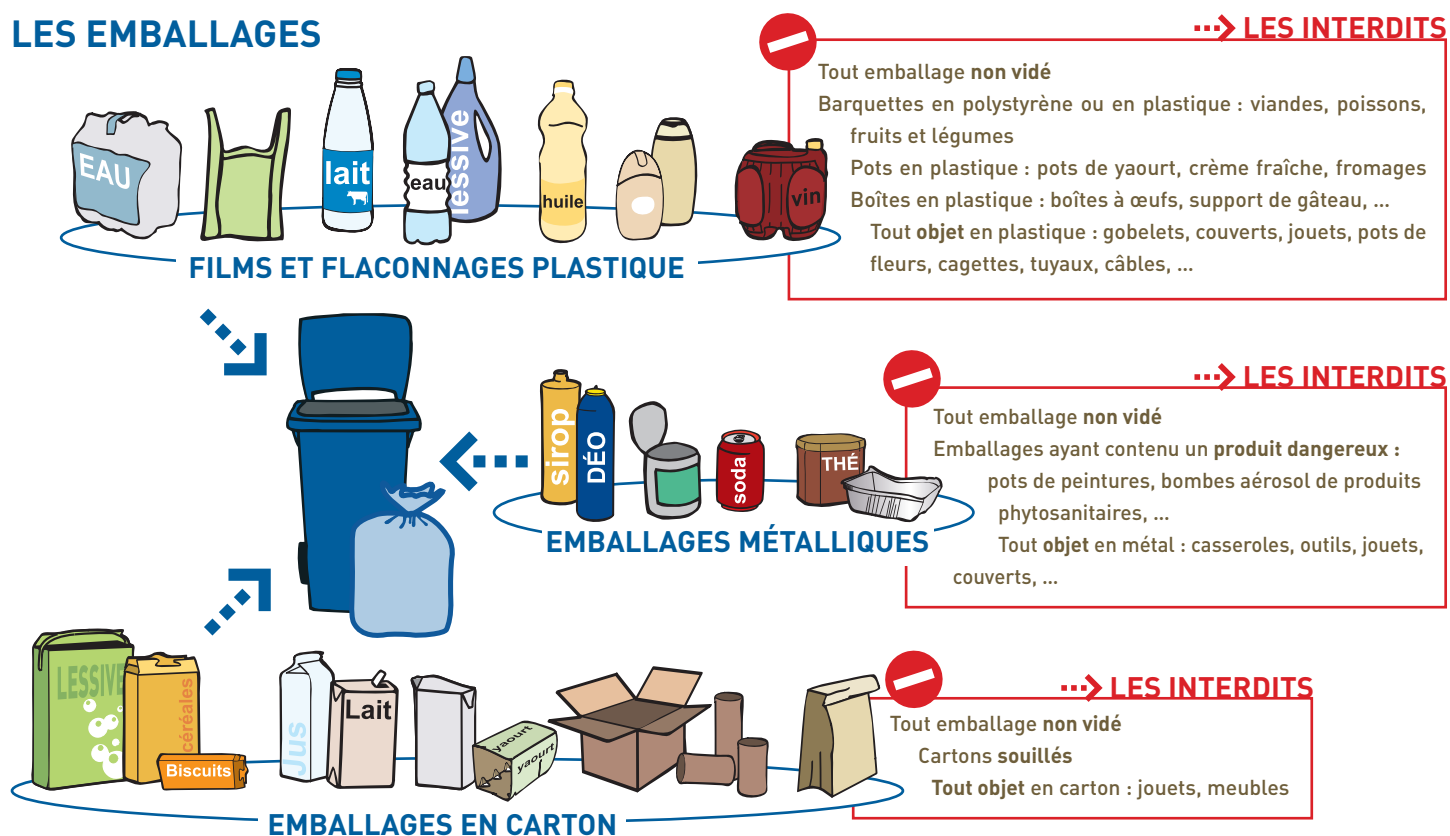 LES EMBALLAGES
LES INTERDITS
Tout emballage non vidé
Barquettes en polystyrène ou en plastique : viandes, poissons,
fruits et légumes
Pots en plastique : pots de yaourt, crème fraîche, fromages
Boîtes en plastique : boîtes à œufs, support de gâteau, ...
Tout objet en plastique : gobelets, couverts, jouets, pots de
fleurs, cagettes, tuyaux, câbles, ...
EAU
lait
eau
lessive
huile
vin
FILMS ET FLACONNAGES PLASTIQUE
LES INTERDITS
Tout emballage non vidé
Emballages ayant contenu un produit dangereux :
pots de peintures, bombes aérosol de produits
phytosanitaires, ...
Tout objet en métal : casseroles, outils, jouets,
couverts, ...
sirop
DÉO
soda
THÉ
EMBALLAGES MÉTALLIQUES
LESSIVE
céréales
Biscuits
Jus
Lait
yaourt
yaourt
EMBALLAGES EN CARTON
LES INTERDITS
Tout emballage non vidé
Cartons souillés
Tout objet en carton : jouets, meubles